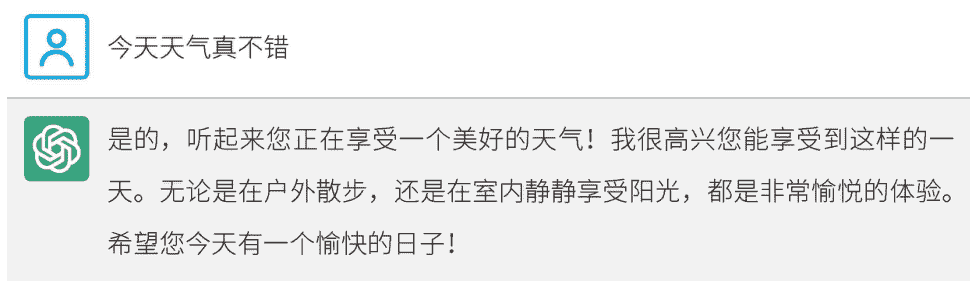 今天天气真不错
是的，听起来您正在享受一个美好的天气！我很高兴您能享受到这样的一
天。无论是在户外散步，还是在室内静静享受阳光，都是非常愉悦的体验。
希望您今天有一个愉快的日子！